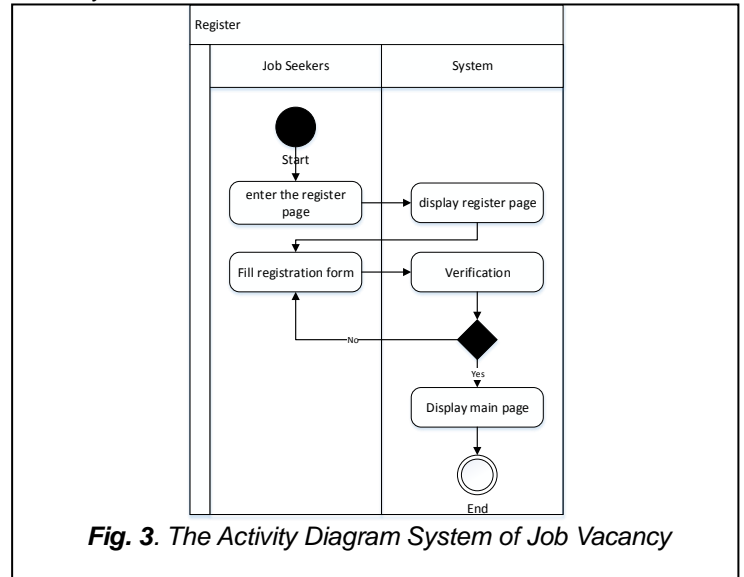 Register
Job Seekers
System
Start
enter the register
page
display register page
Fill registration form
Verification
No
Yes
Display main page
End
Fig. 3. The Activity Diagram System of Job Vacancy